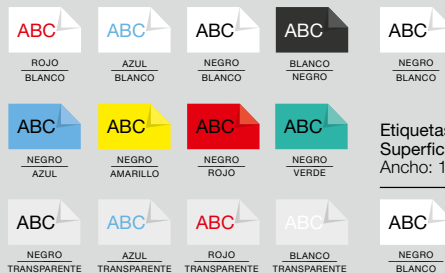 ABC ABC ABC ABC ABC
ROJO AZUL NEGRO BLANCO NEGRO
BLANCO BLANCO BLANCO NEGRO BLANCO
ABC ABC ABC ABC
NEGRO NEGRO NEGRO NEGRO
AZUL AMARILLO ROJO VERDE
Etiquetas
Superfic
Ancho: 1
ABC ABC ABC ABC ABC
NEGRO AZUL ROJO BLANCO NEGRO
TRANSPARENTE TRANSPARENTE TRANSPARENTE TRANSPARENTE BLANCO